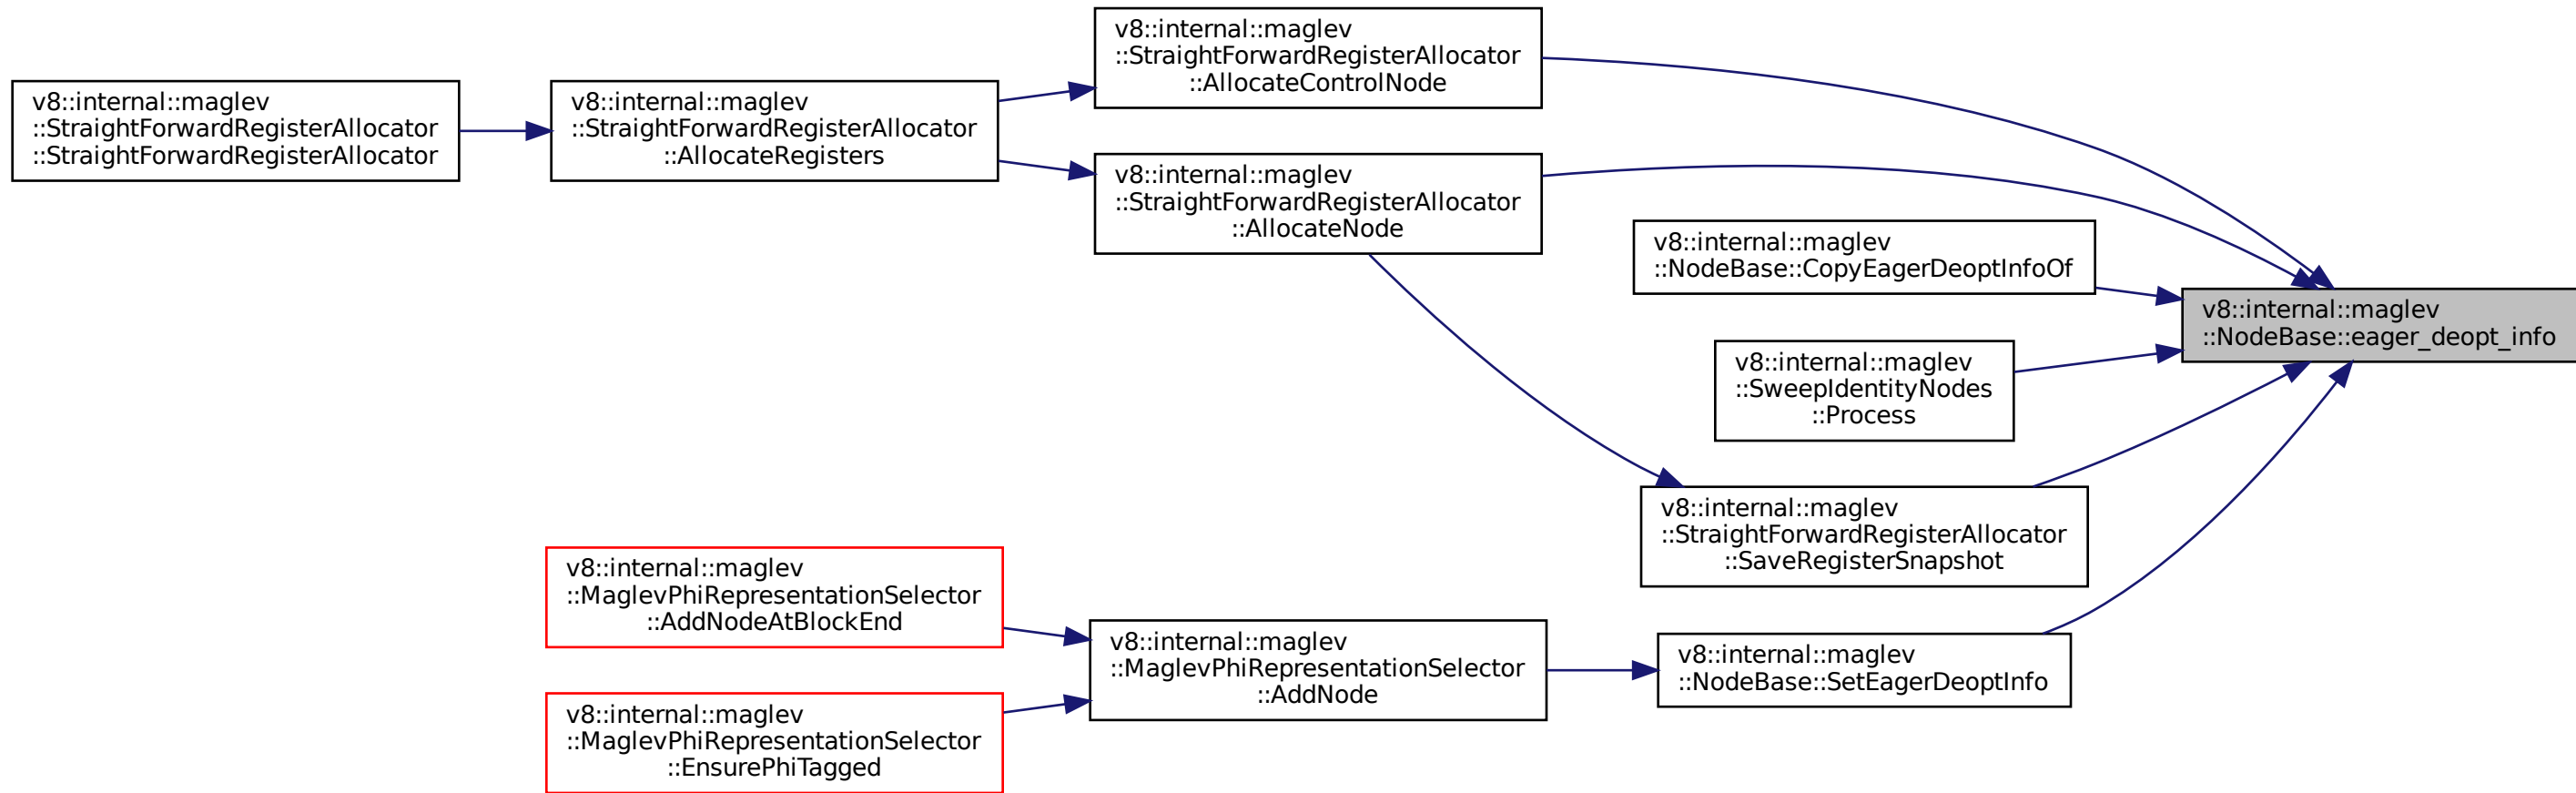 v8::internal::maglev
::StraightForwardRegisterAllocator
::StraightForwardRegisterAllocator
v8::internal::maglev
::StraightForwardRegisterAllocator
::AllocateRegisters
v8::internal::maglev
::StraightForwardRegisterAllocator
::AllocateControlNode
v8::internal::maglev
::StraightForwardRegisterAllocator
::AllocateNode
v8::internal::maglev
::NodeBase::CopyEagerDeoptInfoOf
v8::internal::maglev
::NodeBase::eager_deopt_info
v8::internal::maglev
::SweepIdentityNodes
::Process
v8::internal::maglev
::StraightForwardRegisterAllocator
::SaveRegisterSnapshot
v8::internal::maglev
::MaglevPhiRepresentationSelector
::AddNodeAtBlockEnd
v8::internal::maglev
::MaglevPhiRepresentationSelector
::AddNode
v8::internal::maglev
::NodeBase::SetEagerDeoptInfo
v8::internal::maglev
::MaglevPhiRepresentationSelector
::EnsurePhiTagged